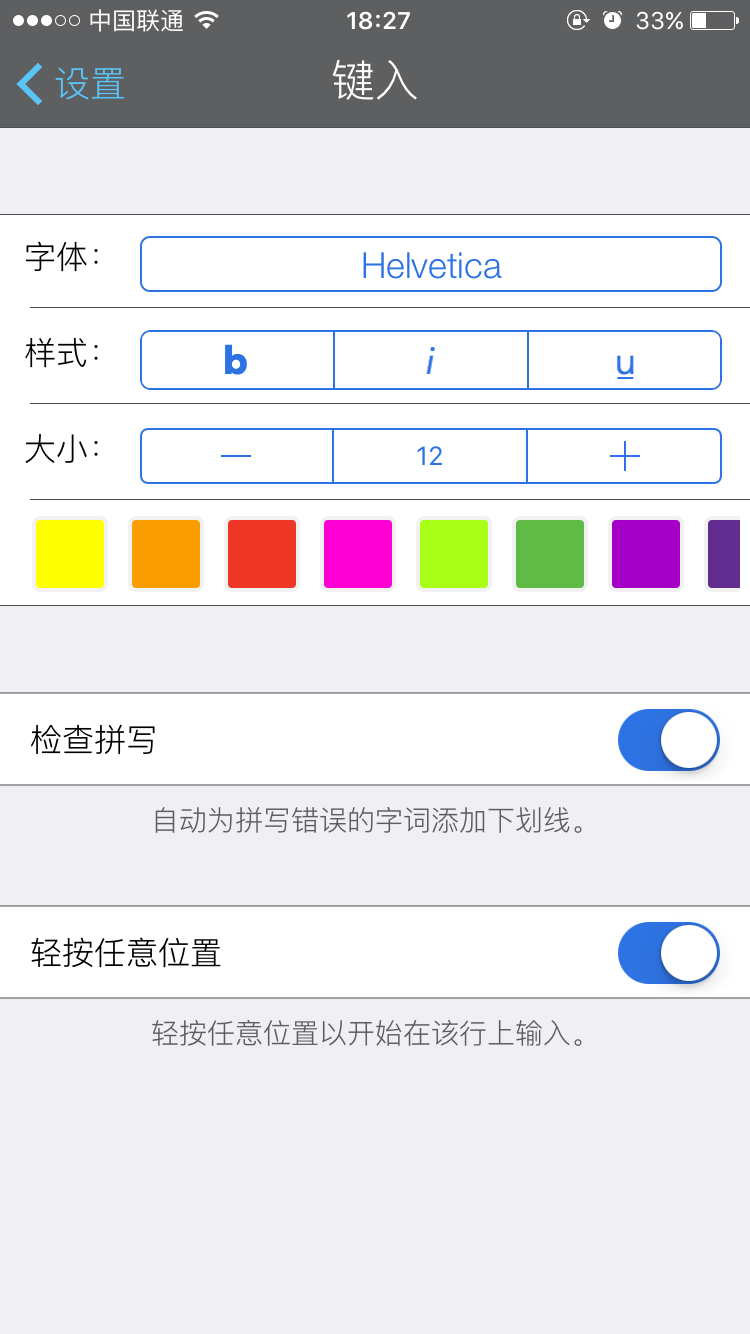 中国联通 18:27 33%
设置 键入
字体： Helvetica
样式： b i u
大小： — 12 +
检查拼写
自动为拼写错误的字词添加下划线。
轻按任意位置
轻按任意位置以开始在该行上输入。